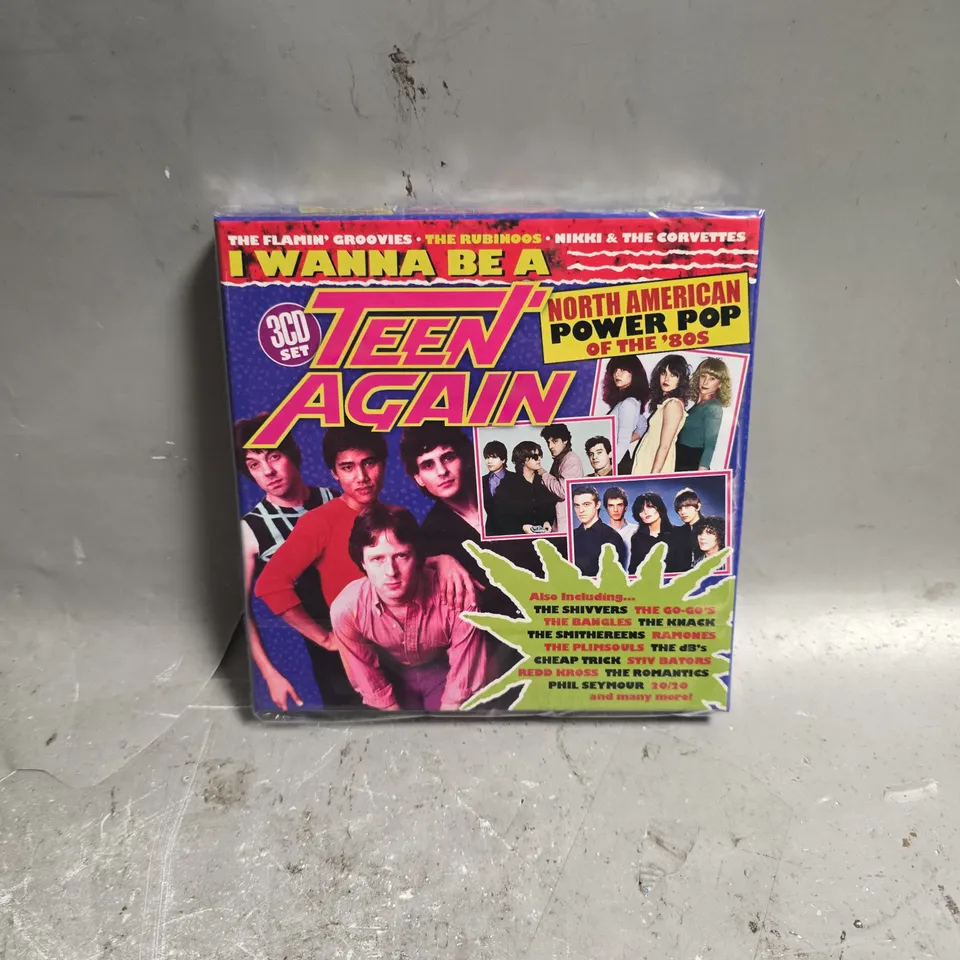 THE FLAMIN' GROOVIES · THE RUBINOOS · NIKKI & THE CORVETTES
I WANNA BE A
TEEN AGAIN
3CD SET
NORTH AMERICAN
POWER POP
OF THE '80S
Also Including...
THE SHIVVERS THE GO-GO'S
THE BANGLES THE KNACK
THE SMITHEREENS RAMONES
THE PLIMSOULS THE dB's
CHEAP TRICK STIV BATORS
REDD KROSS THE ROMANTICS
PHIL SEYMOUR 20/20
and many more!